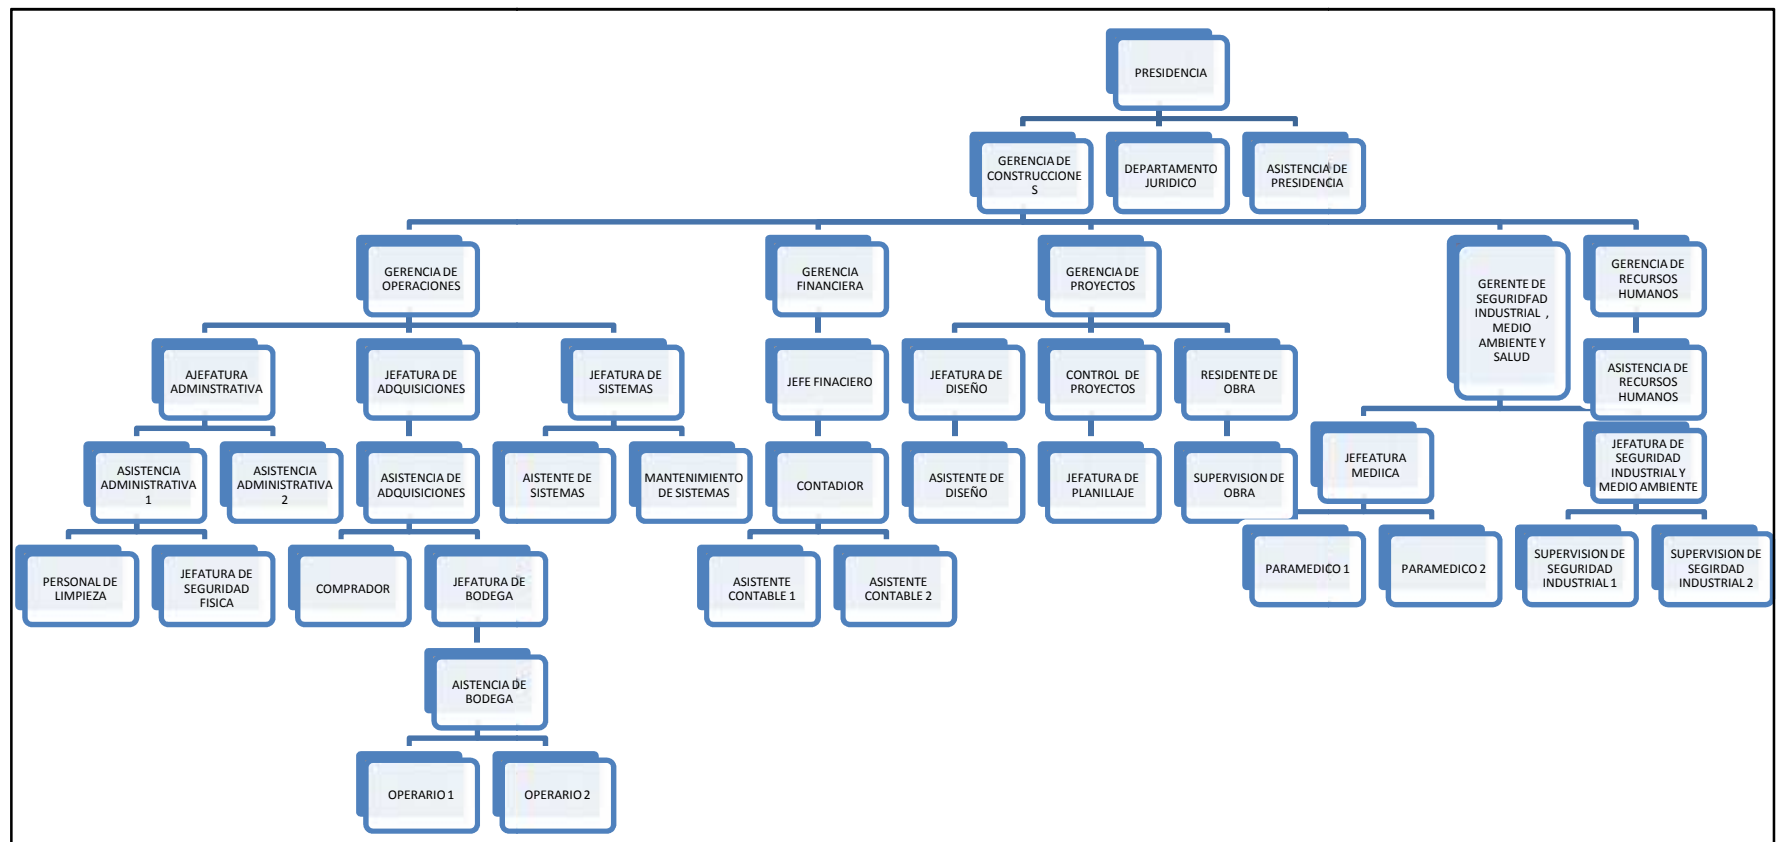 PRESIDENCIA
GERENCIA DE
CONSTRUCCIONE
S
DEPARTAMENTO
JURIDICO
ASISTENCIA DE
PRESIDENCIA
GERENCIA DE
OPERACIONES
GERENCIA
FINANCIERA
GERENCIA DE
PROYECTOS
GERENTE DE
SEGURIDFAD
INDUSTRIAL ,
MEDIO
AMBIENTE Y
SALUD
GERENCIA DE
RECURSOS
HUMANOS
AJEFATURA
ADMINSTRATIVA
JEFATURA DE
ADQUISICIONES
JEFATURA DE
SISTEMAS
JEFE FINACIERO
JEFATURA DE
DISEÑO
CONTROL DE
PROYECTOS
RESIDENTE DE
OBRA
ASISTENCIA DE
RECURSOS
HUMANOS
ASISTENCIA
ADMINISTRATIVA
1
ASISTENCIA
ADMINISTRATIVA
2
ASISTENCIA DE
ADQUISICIONES
AISTENTE DE
SISTEMAS
MANTENIMIENTO
DE SISTEMAS
CONTADIOR
ASISTENTE DE
DISEÑO
JEFATURA DE
PLANILLAJE
SUPERVISION DE
OBRA
JEFEATURA
MEDIICA
JEFATURA DE
SEGURIDAD
INDUSTRIAL Y
MEDIO AMBIENTE
PERSONAL DE
LIMPIEZA
JEFATURA DE
SEGURIDAD
FISICA
COMPRADOR
JEFATURA DE
BODEGA
ASISTENTE
CONTABLE 1
ASISTENTE
CONTABLE 2
PARAMEDICO 1
PARAMEDICO 2
SUPERVISION DE
SEGURIDAD
INDUSTRIAL 1
SUPERVISION DE
SEGIRDAD
INDUSTRIAL 2
AISTENCIA DE
BODEGA
OPERARIO 1
OPERARIO 2